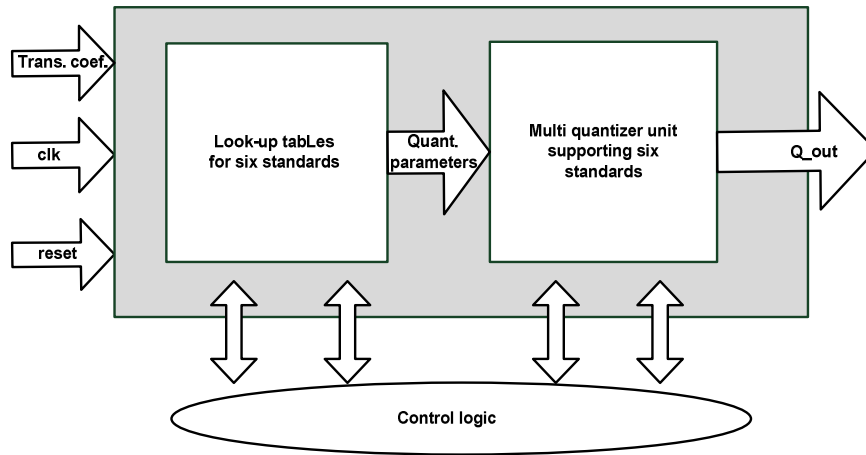 Trans. coef.
clk
reset
Look-up tabLes
for six standards
Quant.
parameters
Multi quantizer unit
supporting six
standards
Q_out
Control logic